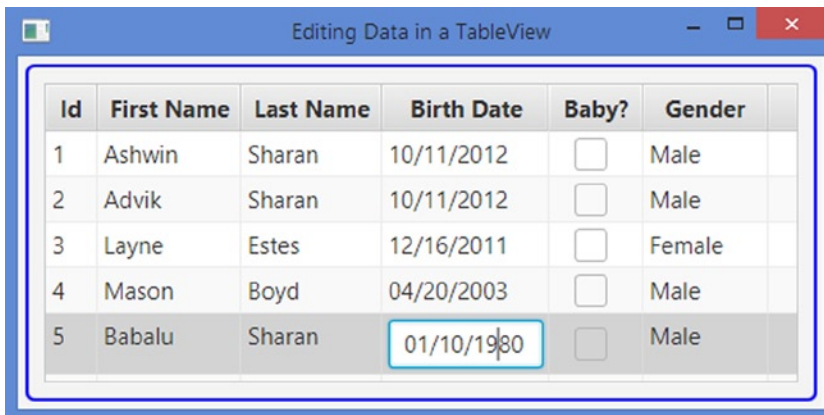 Editing Data in a TableView
Id First Name Last Name Birth Date Baby? Gender
1 Ashwin Sharan 10/11/2012 Male
2 Advik Sharan 10/11/2012 Male
3 Layne Estes 12/16/2011 Female
4 Mason Boyd 04/20/2003 Male
5 Babalu Sharan 01/10/1980 Male